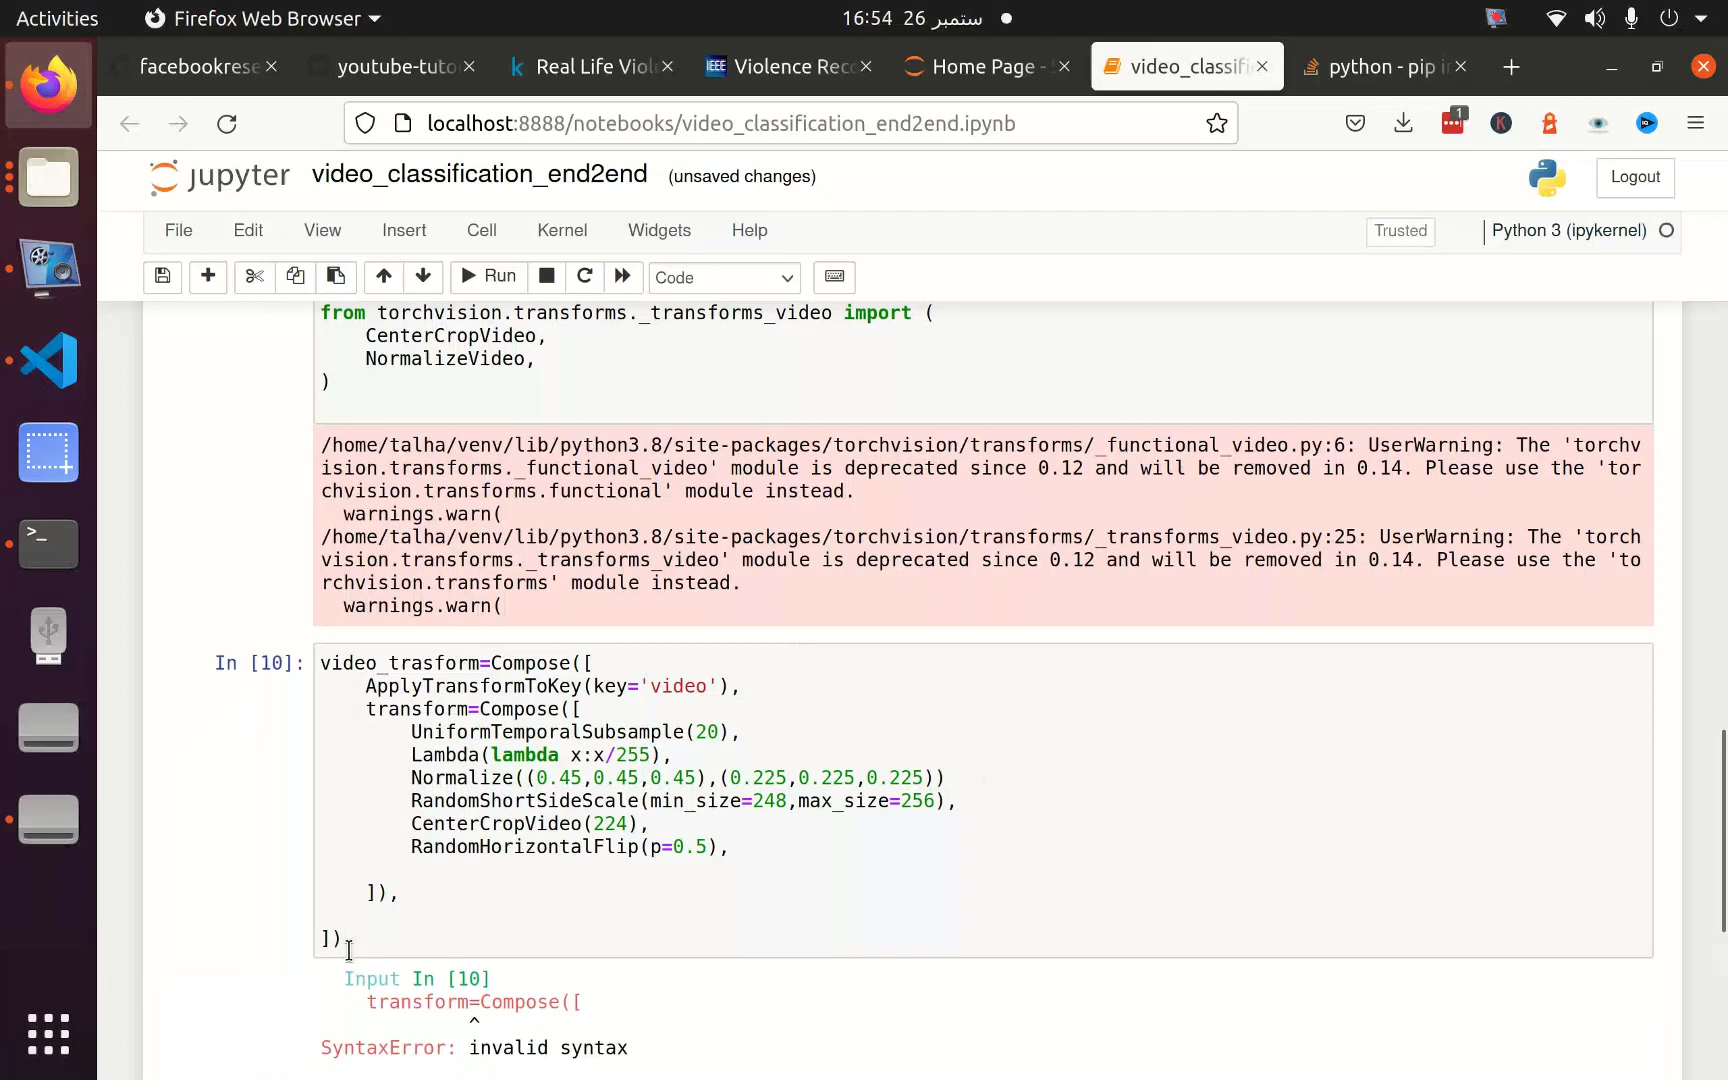 Activities
Firefox Web Browser
16:54 26 ستمبر
facebookrese
youtube-tuto
k Real Life Viol
IEEE Violence Rec
Home Page -
video_classifi
python - pip i
localhost:8888/notebooks/video_classification_end2end.ipynb
1
jupyter video_classification_end2end (unsaved changes)
Logout
File Edit View Insert Cell Kernel Widgets Help
Trusted
Python 3 (ipykernel)
Run
Code
from torchvision.transforms._transforms_video import (
    CenterCropVideo,
    NormalizeVideo,
)
/home/talha/venv/lib/python3.8/site-packages/torchvision/transforms/_functional_video.py:6: UserWarning: The 'torchv
ision.transforms._functional_video' module is deprecated since 0.12 and will be removed in 0.14. Please use the 'tor
chvision.transforms.functional' module instead.
  warnings.warn(
/home/talha/venv/lib/python3.8/site-packages/torchvision/transforms/_transforms_video.py:25: UserWarning: The 'torch
vision.transforms._transforms_video' module is deprecated since 0.12 and will be removed in 0.14. Please use the 'to
rchvision.transforms' module instead.
  warnings.warn(
In [10]: video_trasform=Compose([
    ApplyTransformToKey(key='video'),
    transform=Compose([
        UniformTemporalSubsample(20),
        Lambda(lambda x:x/255),
        Normalize((0.45,0.45,0.45),(0.225,0.225,0.225))
        RandomShortSideScale(min_size=248,max_size=256),
        CenterCropVideo(224),
        RandomHorizontalFlip(p=0.5),
    ]),
])
Input In [10]
    transform=Compose([
^
SyntaxError: invalid syntax